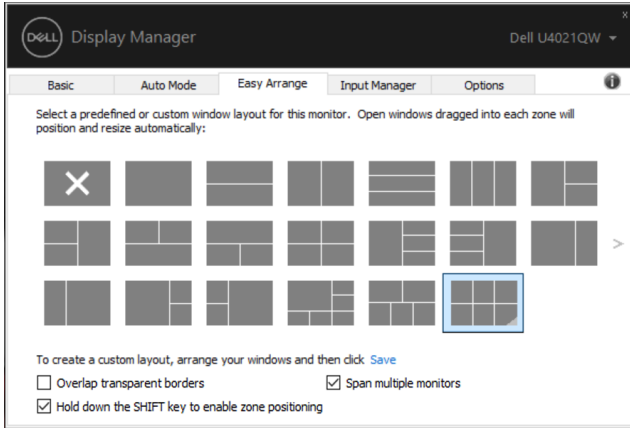 x
DELL Display Manager
Dell U4021QW
Basic Auto Mode Easy Arrange Input Manager Options
Select a predefined or custom window layout for this monitor. Open windows dragged into each zone will
position and resize automatically:
To create a custom layout, arrange your windows and then click Save
Overlap transparent borders
Span multiple monitors
Hold down the SHIFT key to enable zone positioning